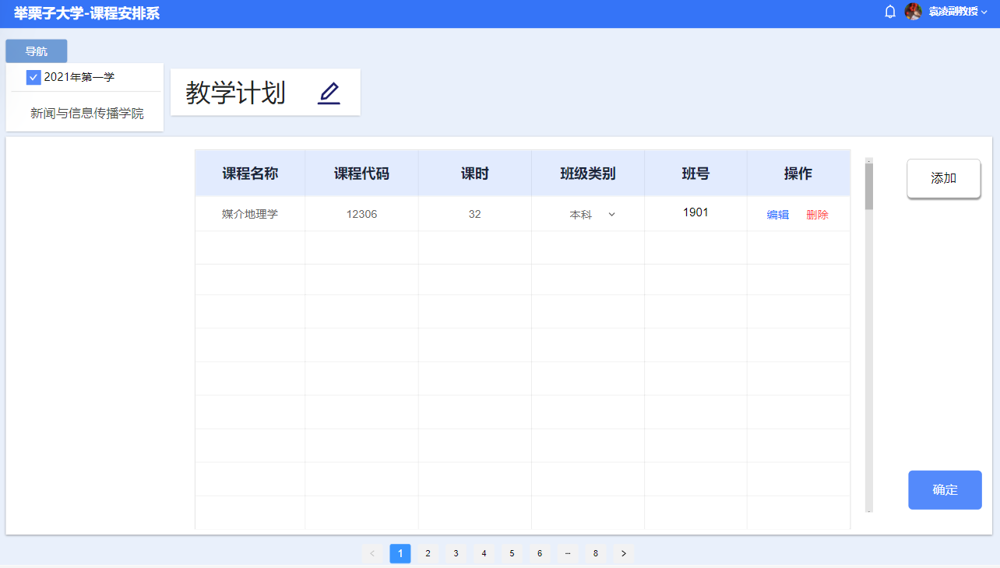 举栗子大学-课程安排系
袁凌副教授
导航
2021年第一学
新闻与信息传播学院
教学计划
课程名称 课程代码 课时 班级类别 班号 操作
媒介地理学 12306 32 本科 1901 编辑 删除
添加
确定
< 1 2 3 4 5 6 ··· 8 >